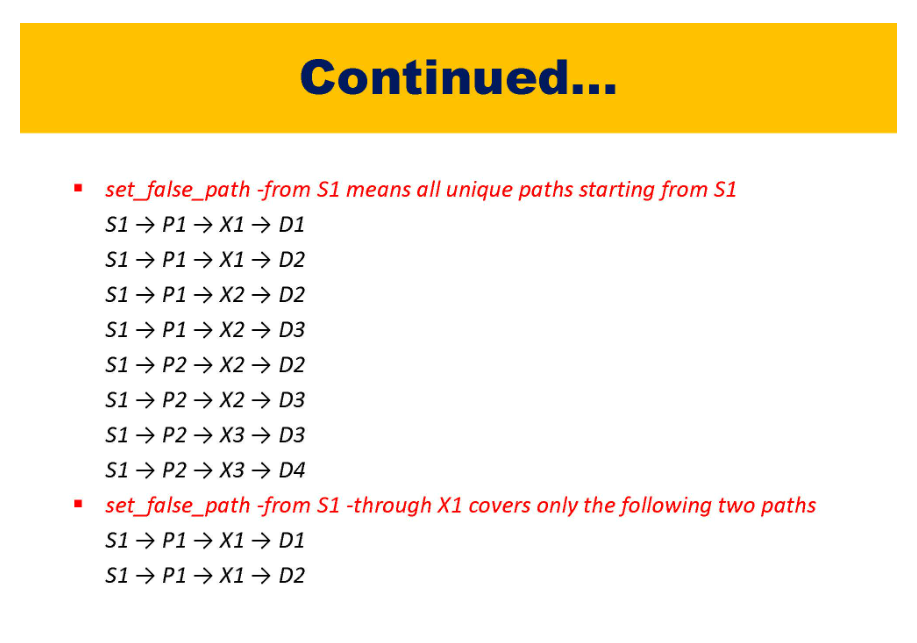 Continued...
▪ set_false_path -from S1 means all unique paths starting from S1
S1 → P1 → X1 → D1
S1 → P1 → X1 → D2
S1 → P1 → X2 → D2
S1 → P1 → X2 → D3
S1 → P2 → X2 → D2
S1 → P2 → X2 → D3
S1 → P2 → X3 → D3
S1 → P2 → X3 → D4
▪ set_false_path -from S1 -through X1 covers only the following two paths
S1 → P1 → X1 → D1
S1 → P1 → X1 → D2